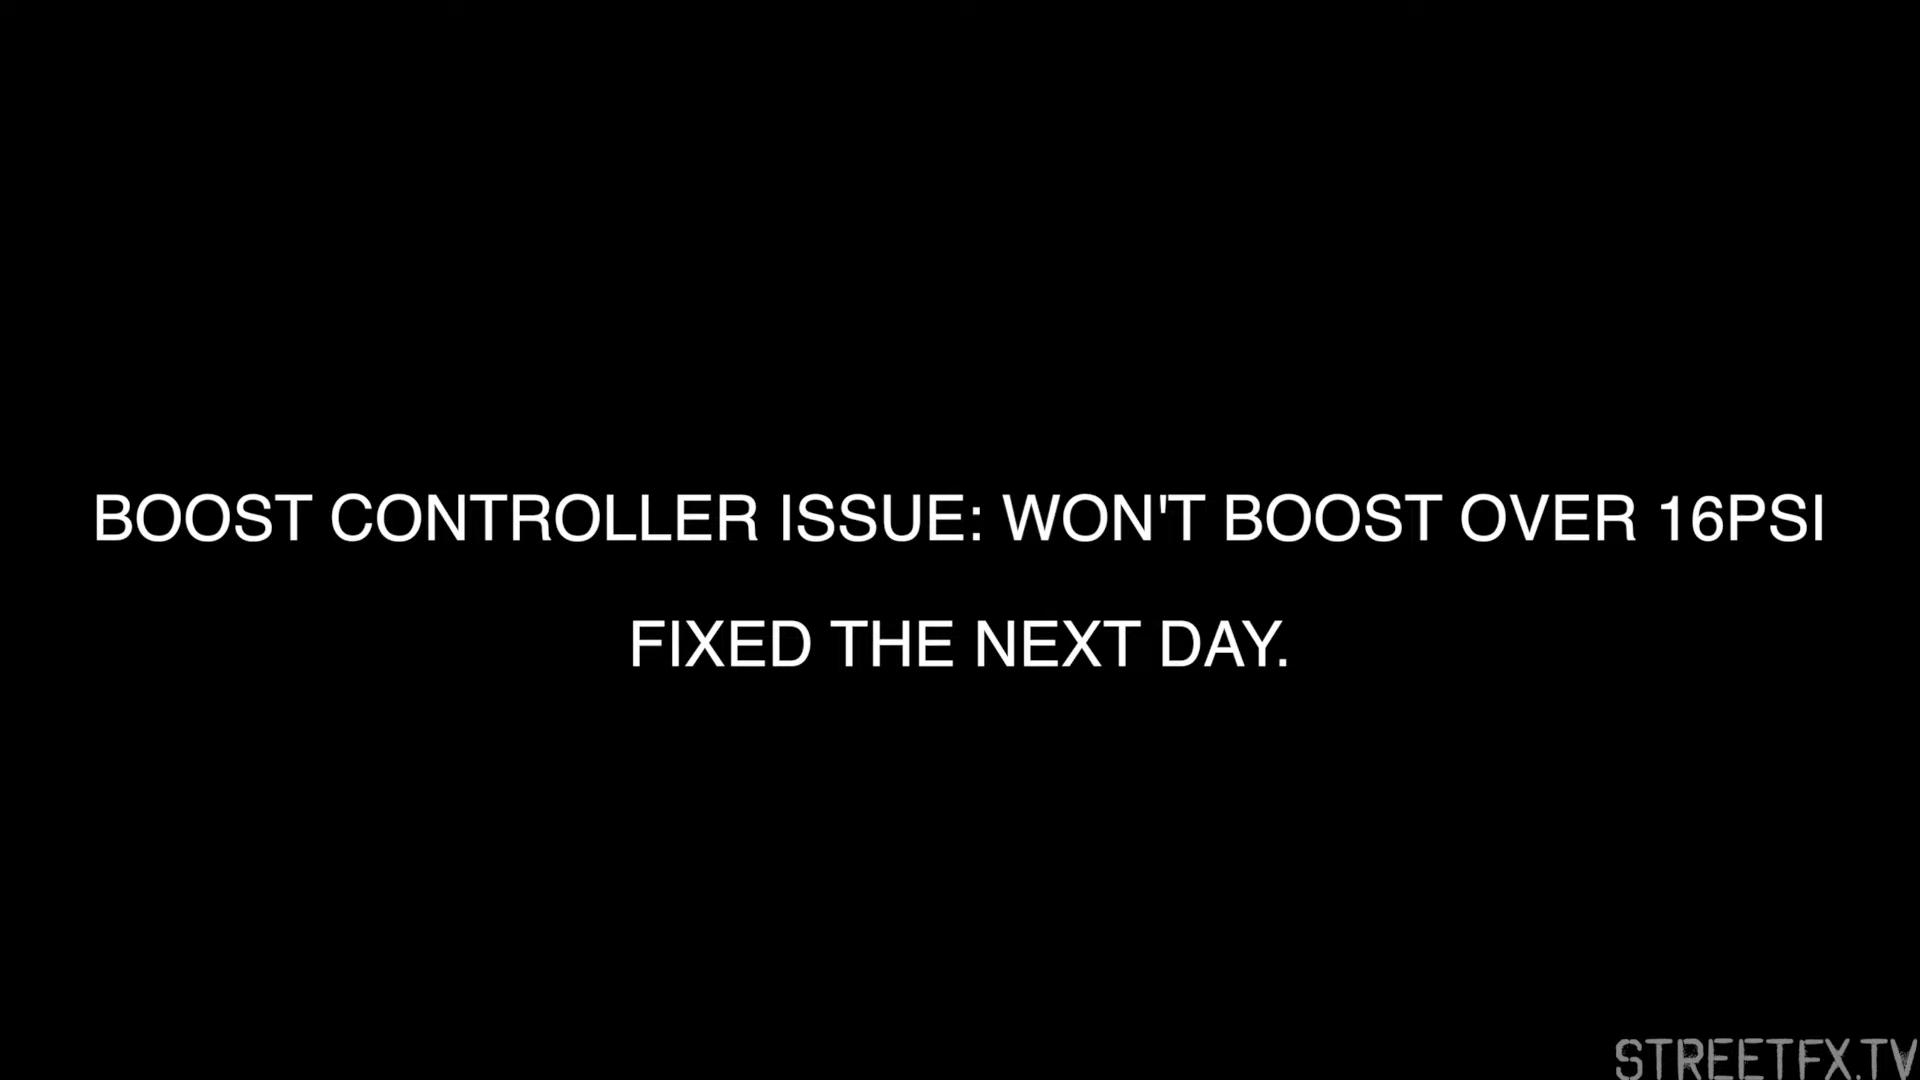 BOOST CONTROLLER ISSUE: WON'T BOOST OVER 16PSI
FIXED THE NEXT DAY.
STREETFX.TV